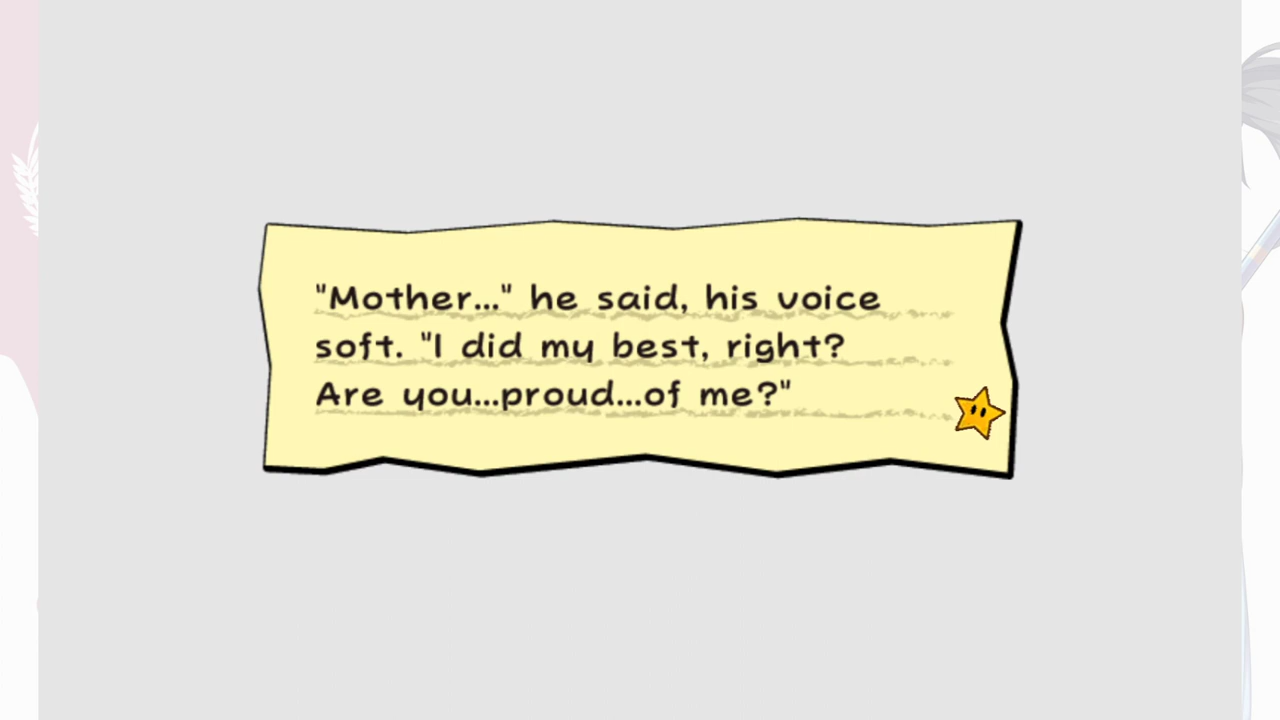 "Mother..." he said, his voice
soft. "I did my best, right?
Are you...proud...of me?"